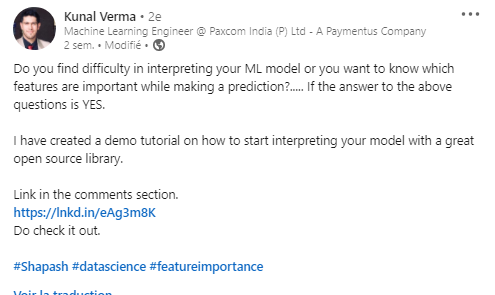 Kunal Verma • 2e
Machine Learning Engineer @ Paxcom India (P) Ltd - A Paymentus Company
2 sem. • Modifié •
Do you find difficulty in interpreting your ML model or you want to know which
features are important while making a prediction?..... If the answer to the above
questions is YES.
I have created a demo tutorial on how to start interpreting your model with a great
open source library.
Link in the comments section.
https://lnkd.in/eAg3m8K
Do check it out.
#Shapash #datascience #featureimportance
Voir la traduction